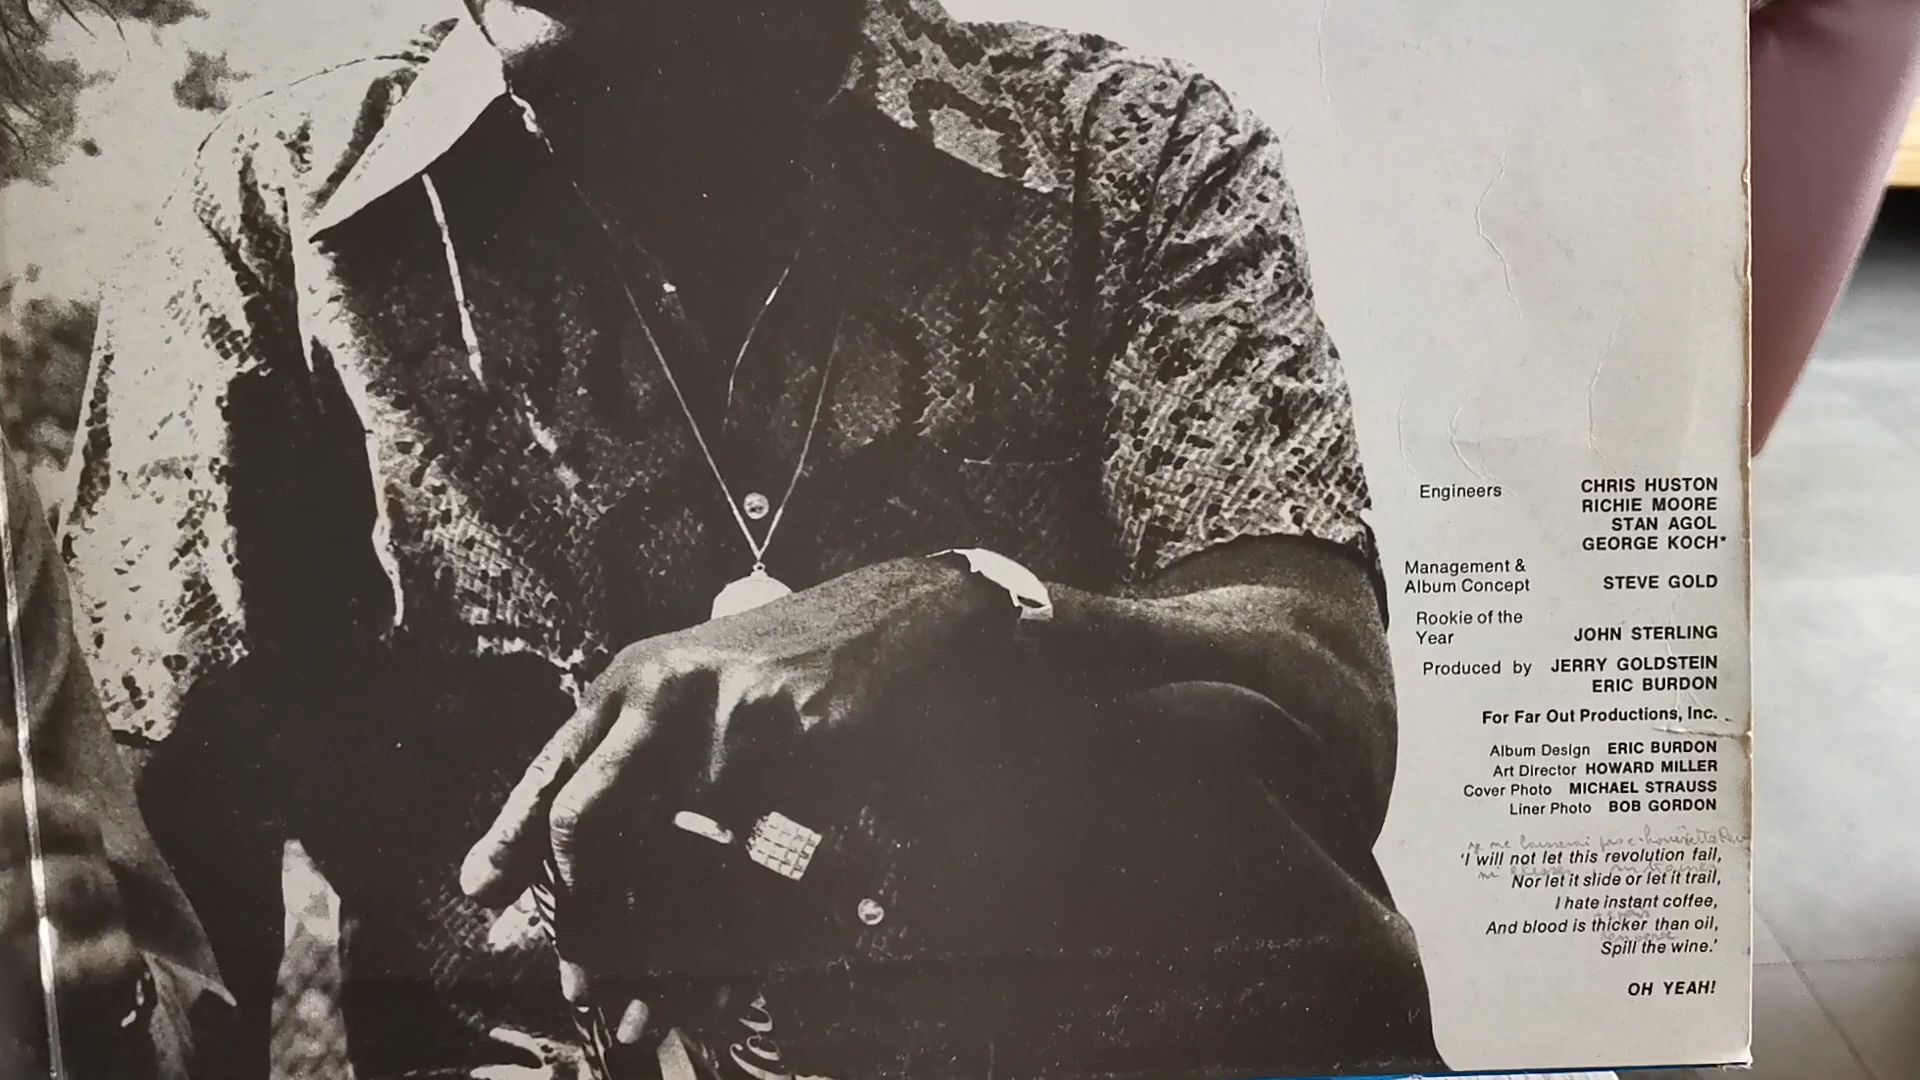 Engineers CHRIS HUSTON
RICHIE MOORE
STAN AGOL
GEORGE KOCH*
Management &
Album Concept STEVE GOLD
Rookie of the
Year JOHN STERLING
Produced by JERRY GOLDSTEIN
ERIC BURDON
For Far Out Productions, Inc.
Album Design ERIC BURDON
Art Director HOWARD MILLER
Cover Photo MICHAEL STRAUSS
Liner Photo BOB GORDON
'I will not let this revolution fail,
Nor let it slide or let it trail,
I hate instant coffee,
And blood is thicker than oil,
Spill the wine.'
OH YEAH!